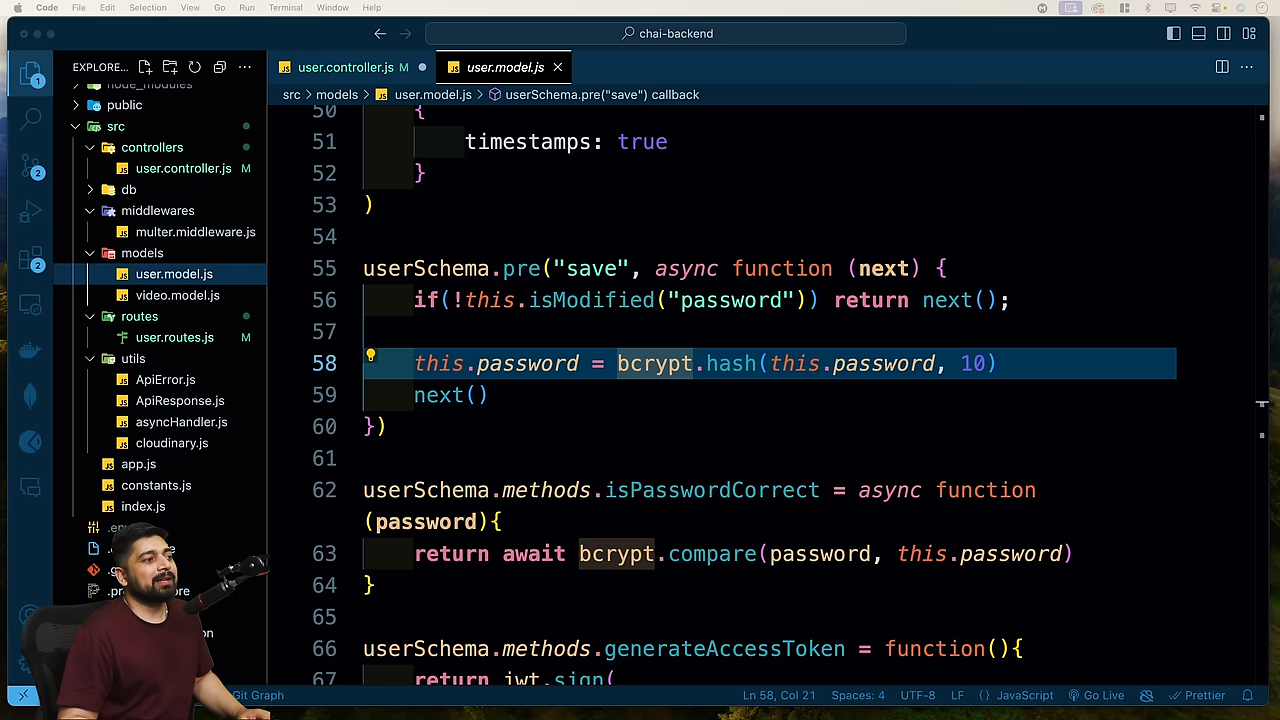 Code File Edit Selection View Go Run Terminal Window Help
chai-backend
EXPLORE...
user.controller.js M
user.model.js
src > models > user.model.js > userSchema.pre("save") callback
node_modules
public
src
controllers
user.controller.js M
db
middlewares
multer.middleware.js
models
user.model.js
video.model.js
routes
user.routes.js M
utils
ApiError.js
ApiResponse.js
asyncHandler.js
cloudinary.js
app.js
constants.js
index.js
1
2
2
50 {
51 timestamps: true
52 }
53 )
54
55 userSchema.pre("save", async function (next) {
56 if(!this.isModified("password")) return next();
57
58 this.password = bcrypt.hash(this.password, 10)
59 next()
60 })
61
62 userSchema.methods.isPasswordCorrect = async function
(password){
63 return await bcrypt.compare(password, this.password)
64 }
65
66 userSchema.methods.generateAccessToken = function(){
67 return jwt.sign(
Git Graph
Ln 58, Col 21 Spaces: 4 UTF-8 LF {} JavaScript Go Live Prettier